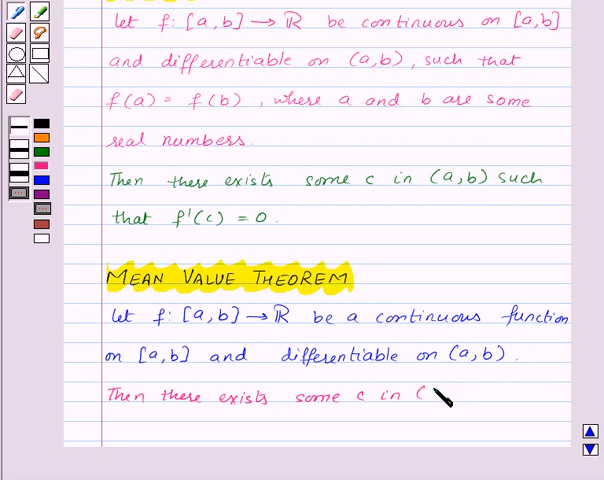 let f: [a,b] → ℝ be continuous on [a,b]
and differentiable on (a,b), such that
f(a) = f(b), where a and b are some
real numbers.
Then there exists some c in (a,b) such
that f'(c) = 0.
MEAN VALUE THEOREM
let f: [a,b] → ℝ be a continuous function
on [a,b] and differentiable on (a,b).
Then there exists some c in (